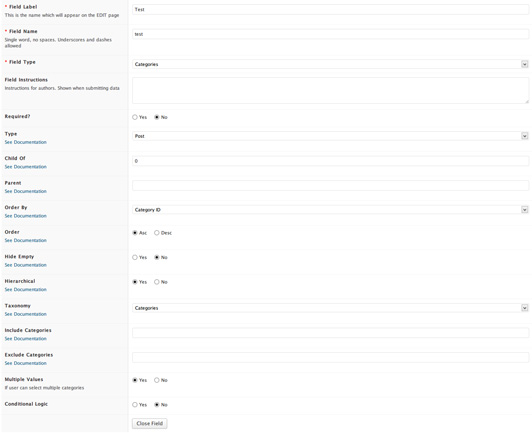 * Field Label
Test
This is the name which will appear on the EDIT page
* Field Name
test
Single word, no spaces. Underscores and dashes
allowed
* Field Type
Categories
Field Instructions
Instructions for authors. Shown when submitting data
Required?
Yes No
Type
Post
See Documentation
Child Of
0
See Documentation
Parent
See Documentation
Order By
Category ID
See Documentation
Order
Asc Desc
See Documentation
Hide Empty
Yes No
See Documentation
Hierarchical
Yes No
See Documentation
Taxonomy
Categories
See Documentation
Include Categories
See Documentation
Exclude Categories
See Documentation
Multiple Values
Yes No
If user can select multiple categories
Conditional Logic
Yes No
Close Field